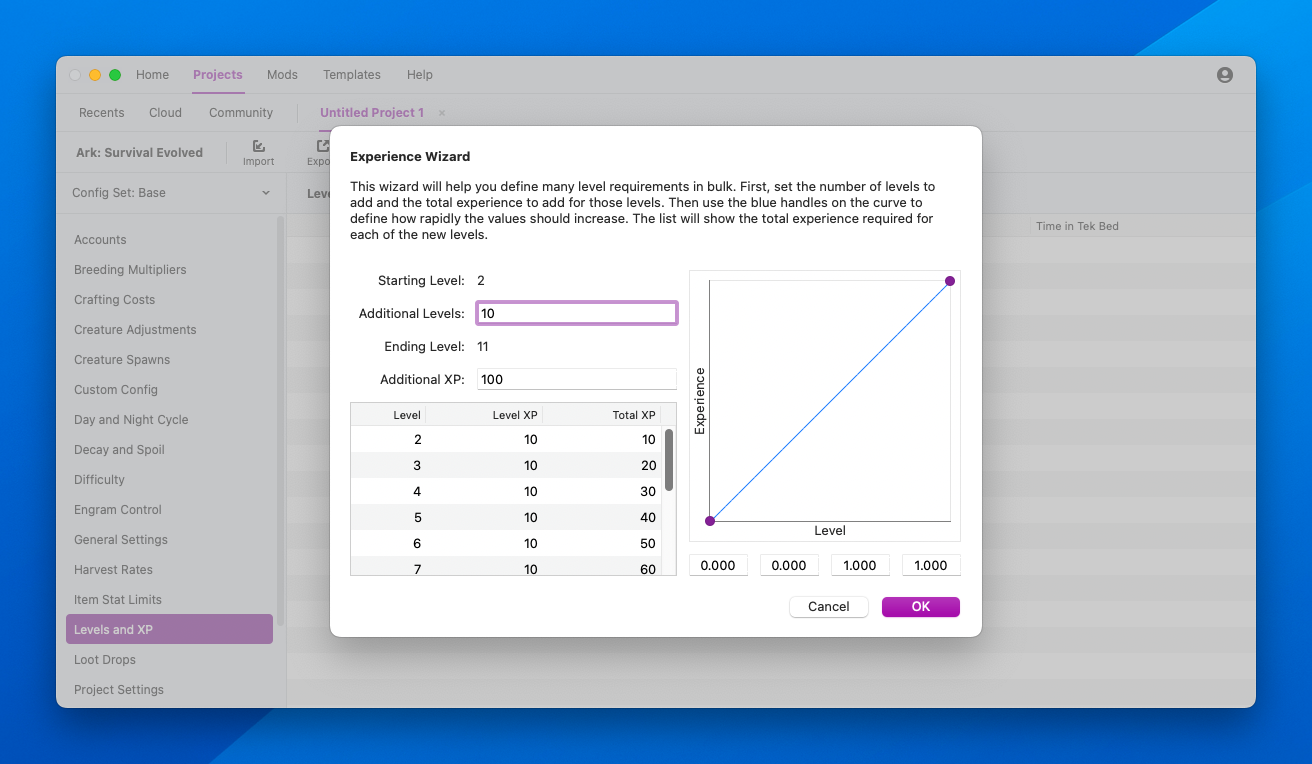 Home Projects Mods Templates Help
Recents Cloud Community Untitled Project 1 ×
Ark: Survival Evolved Import Expo
Config Set: Base
Leve
Time in Tek Bed
Accounts
Breeding Multipliers
Crafting Costs
Creature Adjustments
Creature Spawns
Custom Config
Day and Night Cycle
Decay and Spoil
Difficulty
Engram Control
General Settings
Harvest Rates
Item Stat Limits
Levels and XP
Loot Drops
Project Settings
Experience Wizard
This wizard will help you define many level requirements in bulk. First, set the number of levels to
add and the total experience to add for those levels. Then use the blue handles on the curve to
define how rapidly the values should increase. The list will show the total experience required for
each of the new levels.
Starting Level: 2
Additional Levels: 10
Ending Level: 11
Additional XP: 100
Level Level XP Total XP
2 10 10
3 10 20
4 10 30
5 10 40
6 10 50
7 10 60
Experience
Level
0.000 0.000 1.000 1.000
Cancel OK